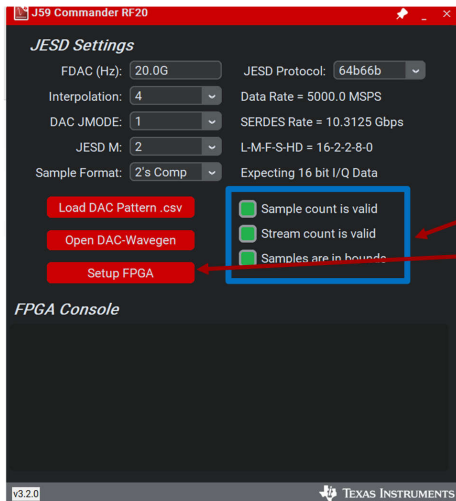 J59 Commander RF20
JESD Settings
FDAC (Hz): 20.0G JESD Protocol: 64b66b
Interpolation: 4 Data Rate = 5000.0 MSPS
DAC JMODE: 1 SERDES Rate = 10.3125 Gbps
JESD M: 2 L-M-F-S-HD = 16-2-2-8-0
Sample Format: 2's Comp Expecting 16 bit I/Q Data
Load DAC Pattern .csv Sample count is valid
Open DAC-Wavegen Stream count is valid
Setup FPGA Samples are in bounds
FPGA Console
v3.2.0 TEXAS INSTRUMENTS